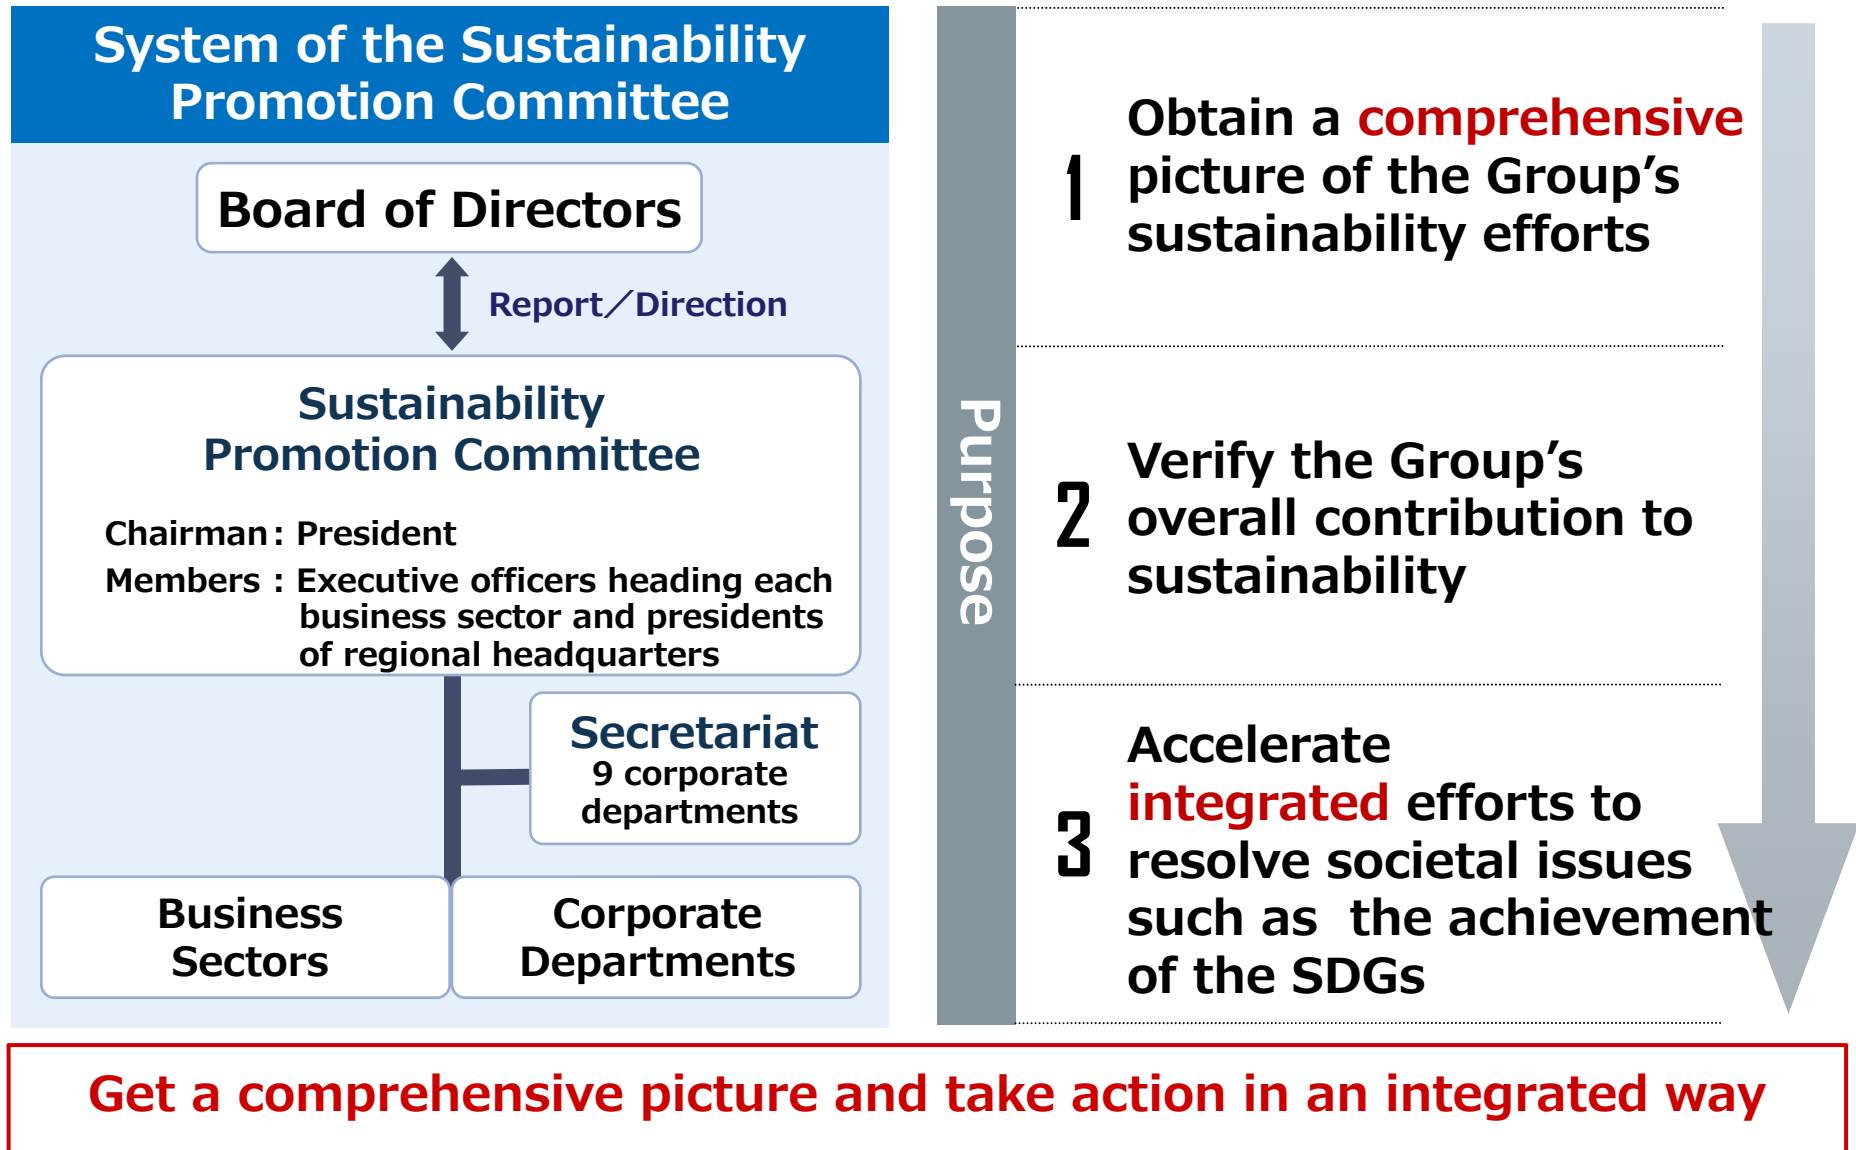 System of the Sustainability
Promotion Committee
Board of Directors
Report／Direction
Sustainability
Promotion Committee
Chairman : President
Members : Executive officers heading each
business sector and presidents
of regional headquarters
Secretariat
9 corporate
departments
Business
Sectors
Corporate
Departments
Purpose
1
Obtain a comprehensive
picture of the Group’s
sustainability efforts
2
Verify the Group’s
overall contribution to
sustainability
3
Accelerate
integrated efforts to
resolve societal issues
such as the achievement
of the SDGs
Get a comprehensive picture and take action in an integrated way